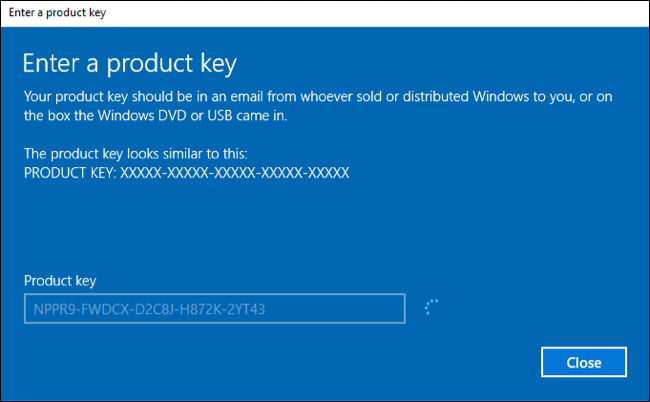 Enter a product key
Enter a product key
Your product key should be in an email from whoever sold or distributed Windows to you, or on
the box the Windows DVD or USB came in.
The product key looks similar to this:
PRODUCT KEY: XXXXX-XXXXX-XXXXX-XXXXX-XXXXX
Product key
NPPR9-FWDCX-D2C8J-H872K-2YT43
Close